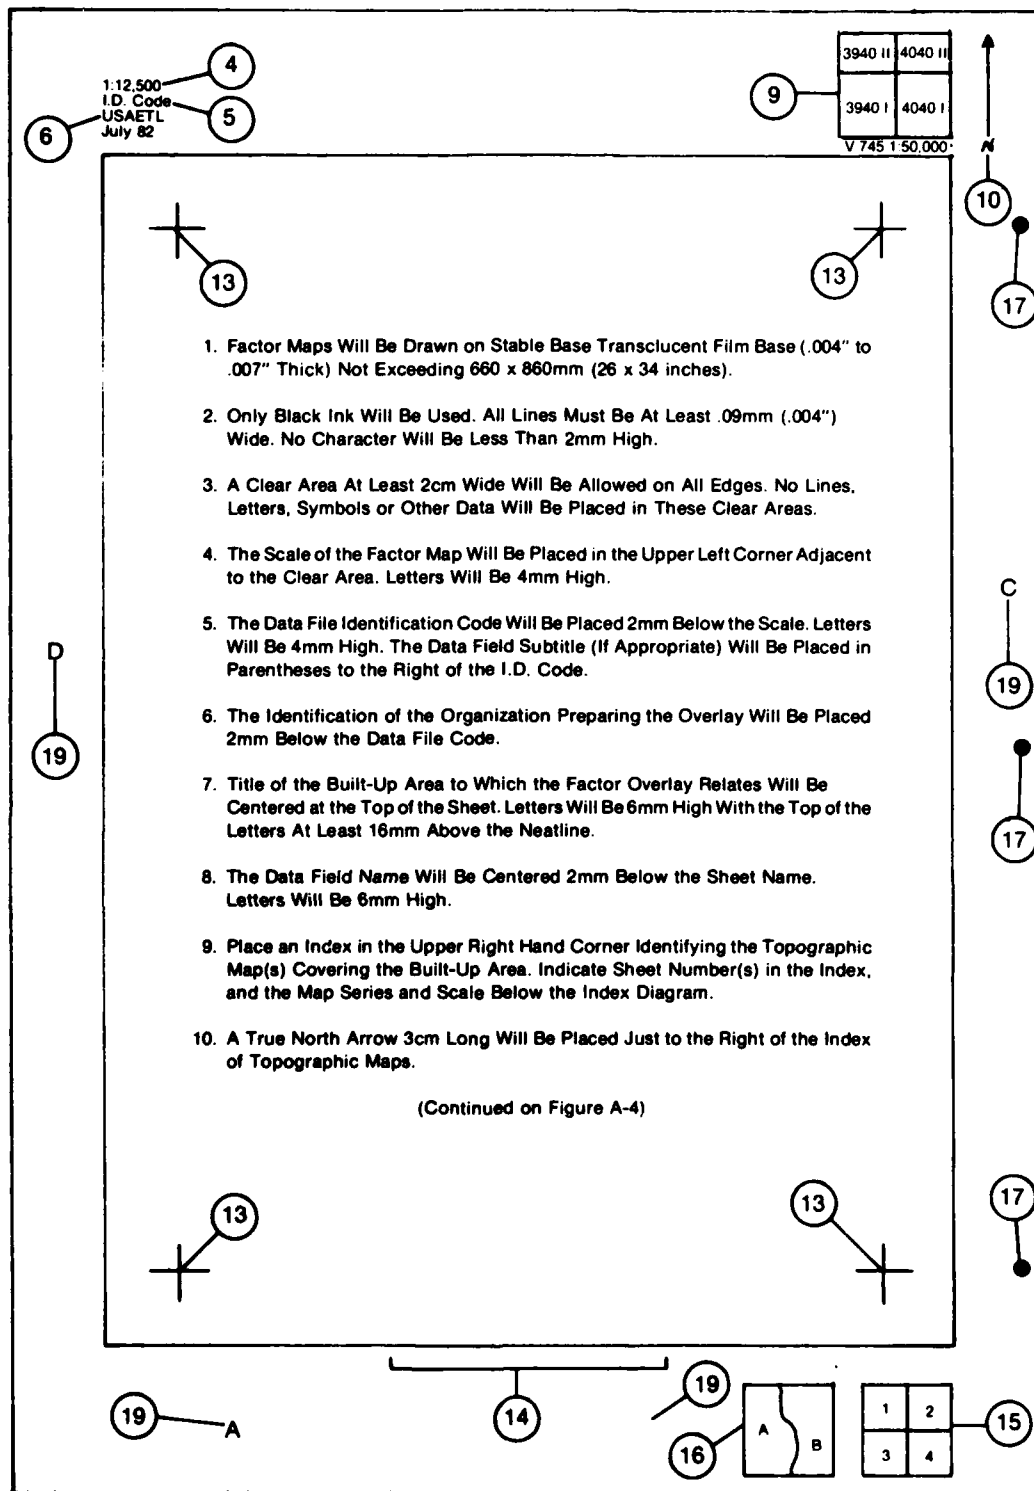 4
1:12,500
I.D. Code
USAETL
July 82
5
6
9
3940 II 4040 II
3940 I 4040 I
V 745 1:50,000
N
10
17
13
13
1. Factor Maps Will Be Drawn on Stable Base Transclucent Film Base (.004" to
.007" Thick) Not Exceeding 660 x 860mm (26 x 34 inches).
2. Only Black Ink Will Be Used. All Lines Must Be At Least .09mm (.004")
Wide. No Character Will Be Less Than 2mm High.
3. A Clear Area At Least 2cm Wide Will Be Allowed on All Edges. No Lines,
Letters, Symbols or Other Data Will Be Placed in These Clear Areas.
4. The Scale of the Factor Map Will Be Placed in the Upper Left Corner Adjacent
to the Clear Area. Letters Will Be 4mm High.
5. The Data File Identification Code Will Be Placed 2mm Below the Scale. Letters
Will Be 4mm High. The Data Field Subtitle (If Appropriate) Will Be Placed in
Parentheses to the Right of the I.D. Code.
6. The Identification of the Organization Preparing the Overlay Will Be Placed
2mm Below the Data File Code.
7. Title of the Built-Up Area to Which the Factor Overlay Relates Will Be
Centered at the Top of the Sheet. Letters Will Be 6mm High With the Top of the
Letters At Least 16mm Above the Neatline.
8. The Data Field Name Will Be Centered 2mm Below the Sheet Name.
Letters Will Be 6mm High.
9. Place an Index in the Upper Right Hand Corner Identifying the Topographic
Map(s) Covering the Built-Up Area. Indicate Sheet Number(s) in the Index,
and the Map Series and Scale Below the Index Diagram.
10. A True North Arrow 3cm Long Will Be Placed Just to the Right of the Index
of Topographic Maps.
(Continued on Figure A-4)
D
19
C
19
17
13
13
17
19
A
14
19
16
A
B
1 2
3 4
15